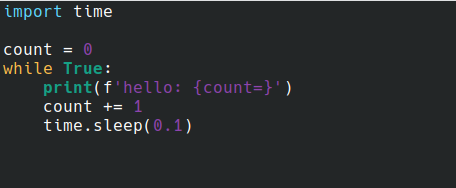 import time

count = 0
while True:
    print(f'hello: {count=}')
    count += 1
    time.sleep(0.1)